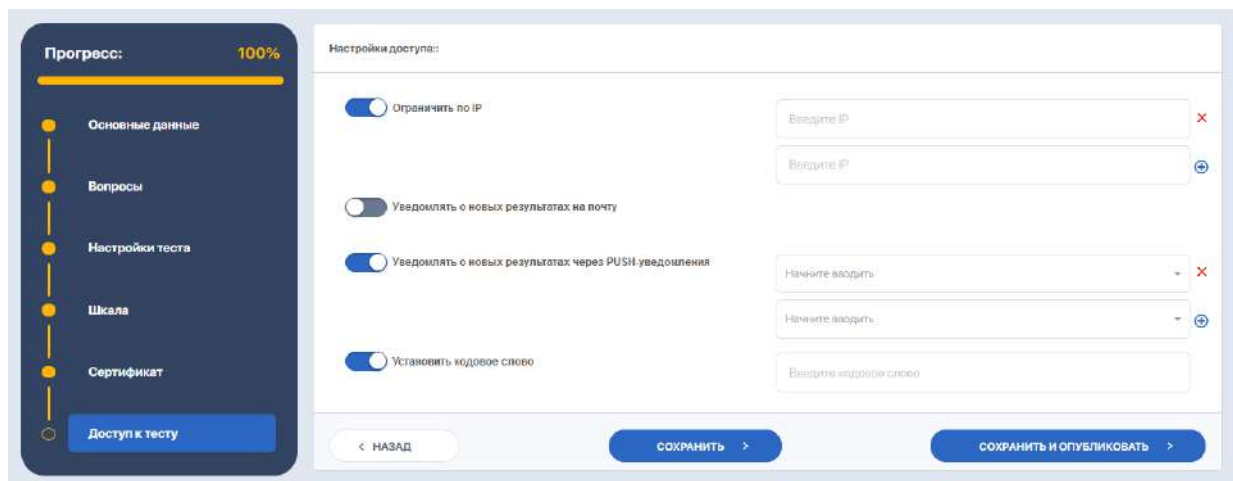 Прогресс: 100%
Основные данные
Вопросы
Настройки теста
Шкала
Сертификат
Доступ к тесту
Настройки доступа::
Ограничить по IP
Введите IP
Введите IP
Уведомлять о новых результатах на почту
Уведомлять о новых результатах через PUSH-уведомления
Начните вводить
Начните вводить
Установить кодовое слово
Введите кодовое слово
< НАЗАД
СОХРАНИТЬ >
СОХРАНИТЬ И ОПУБЛИКОВАТЬ >